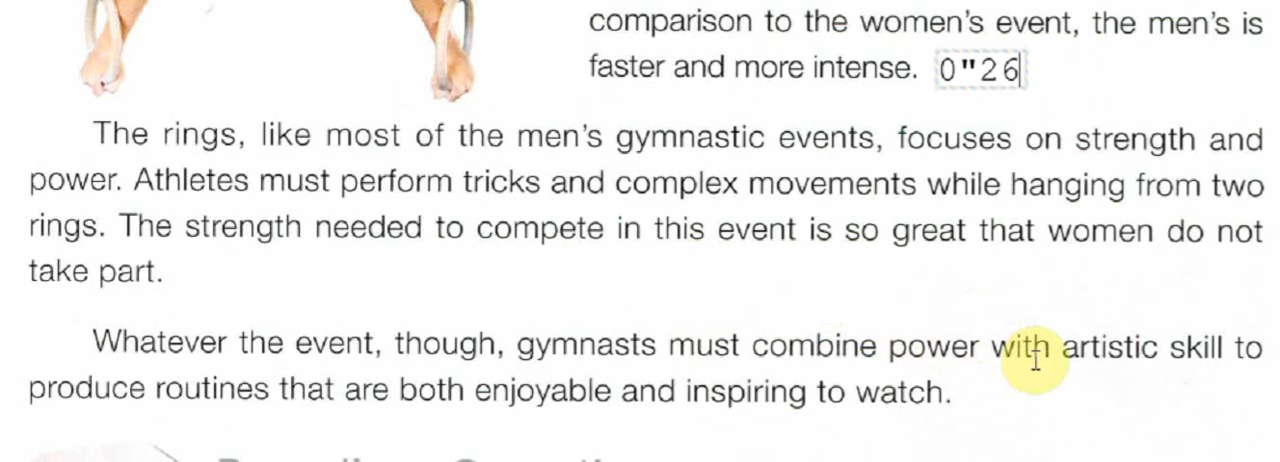 comparison to the women's event, the men's is
faster and more intense. 0"26
The rings, like most of the men's gymnastic events, focuses on strength and
power. Athletes must perform tricks and complex movements while hanging from two
rings. The strength needed to compete in this event is so great that women do not
take part.
Whatever the event, though, gymnasts must combine power with artistic skill to
produce routines that are both enjoyable and inspiring to watch.